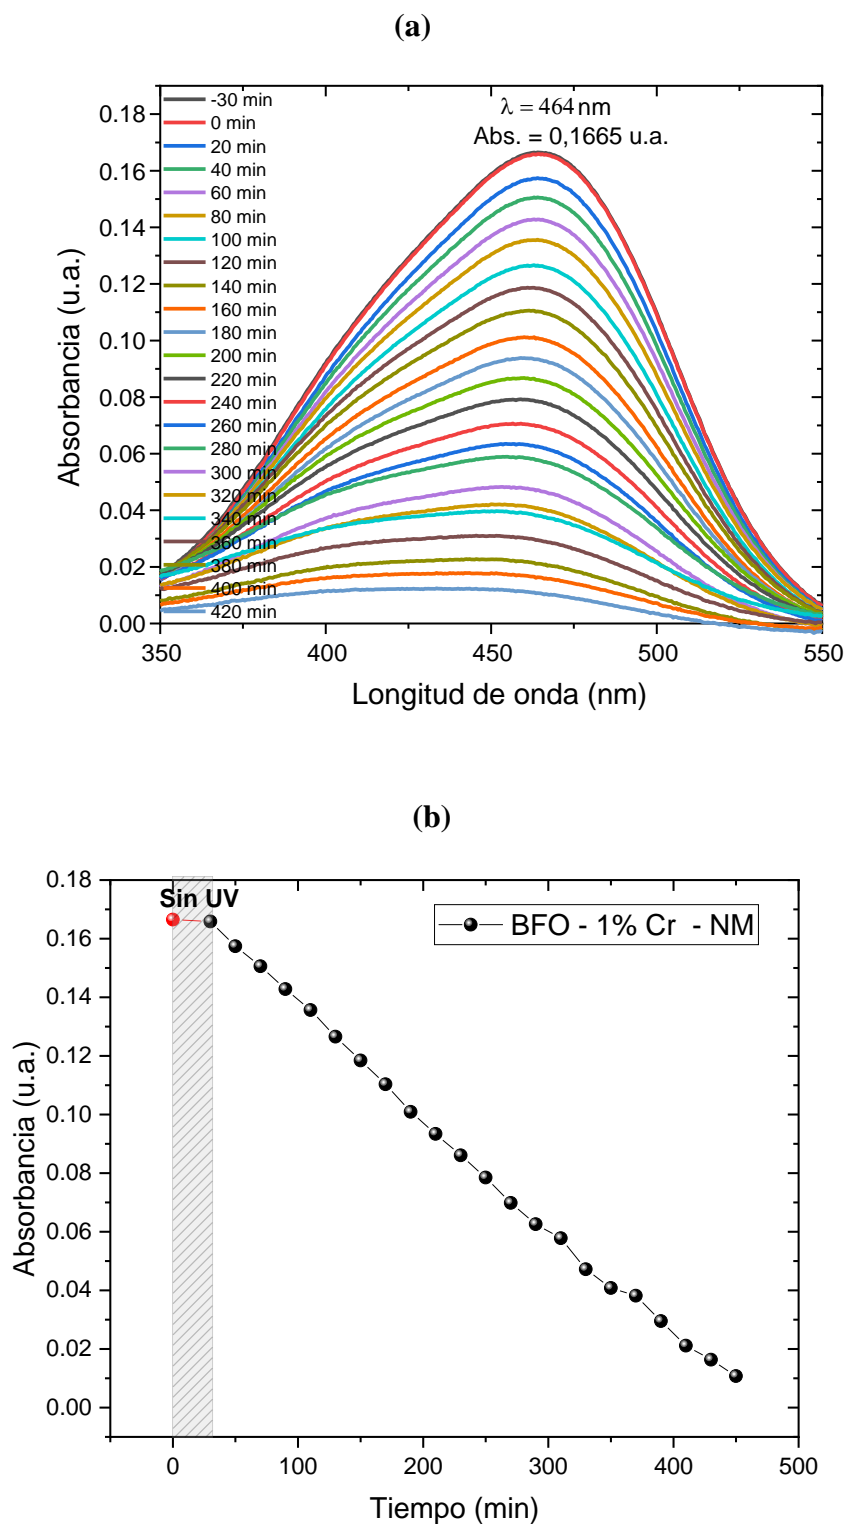 (a)
λ = 464 nm
Abs. = 0,1665 u.a.
-30 min
0 min
20 min
40 min
60 min
80 min
100 min
120 min
140 min
160 min
180 min
200 min
220 min
240 min
260 min
280 min
300 min
320 min
340 min
360 min
380 min
400 min
420 min
0.18
0.16
0.14
0.12
0.10
0.08
0.06
0.04
0.02
0.00
Absorbancia (u.a.)
350 400 450 500 550
Longitud de onda (nm)
(b)
0.18
0.16
0.14
0.12
0.10
0.08
0.06
0.04
0.02
0.00
Absorbancia (u.a.)
Sin UV
BFO - 1% Cr - NM
0 100 200 300 400 500
Tiempo (min)